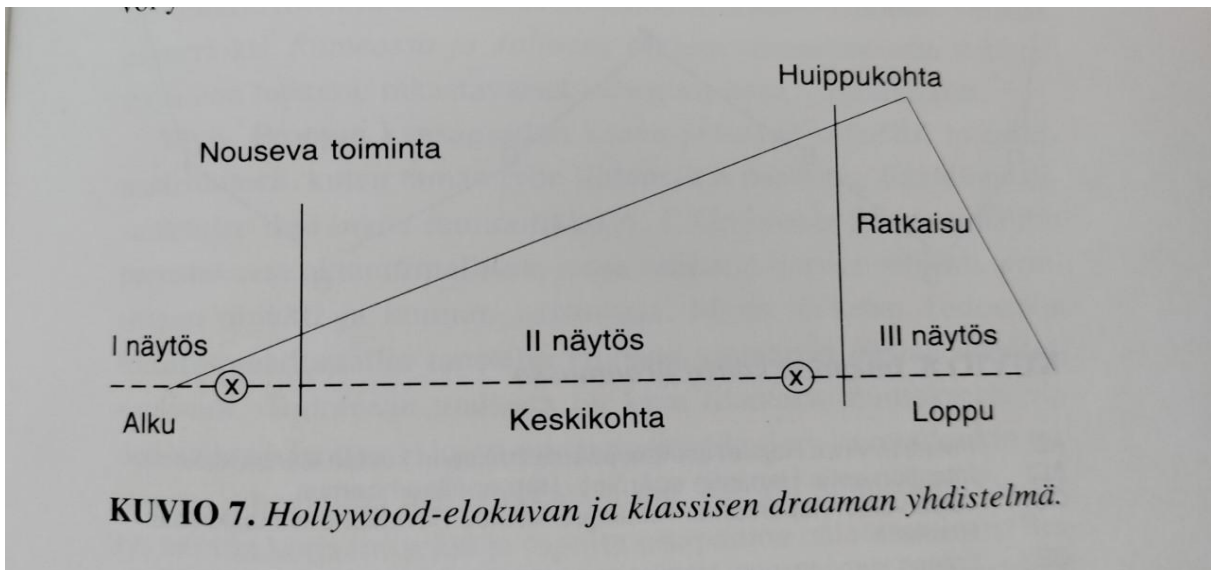 Huippukohta
Nouseva toiminta
Ratkaisu
I näytös
II näytös
III näytös
X
X
Alku
Keskikohta
Loppu
KUVIO 7. Hollywood-elokuvan ja klassisen draaman yhdistelmä.